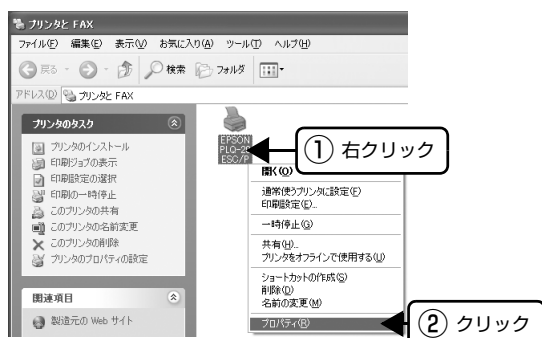 プリンタと FAX
ファイル(F) 編集(E) 表示(V) お気に入り(A) ツール(T) ヘルプ(H)
戻る 検索 フォルダ
アドレス(D) プリンタと FAX
プリンタのタスク
プリンタのインストール
印刷ジョブの表示
印刷設定の選択
印刷の一時停止
このプリンタの共有
このプリンタの名前変更
このプリンタの削除
プリンタのプロパティの設定
関連項目
製造元の Web サイト
EPSON
PLQ-20
ESC/P
① 右クリック
開く(O)
通常使うプリンタに設定(F)
印刷設定(E)...
一時停止(G)
共有(H)...
プリンタをオフラインで使用する(U)
ショートカットの作成(S)
削除(D)
名前の変更(M)
プロパティ(R)
② クリック